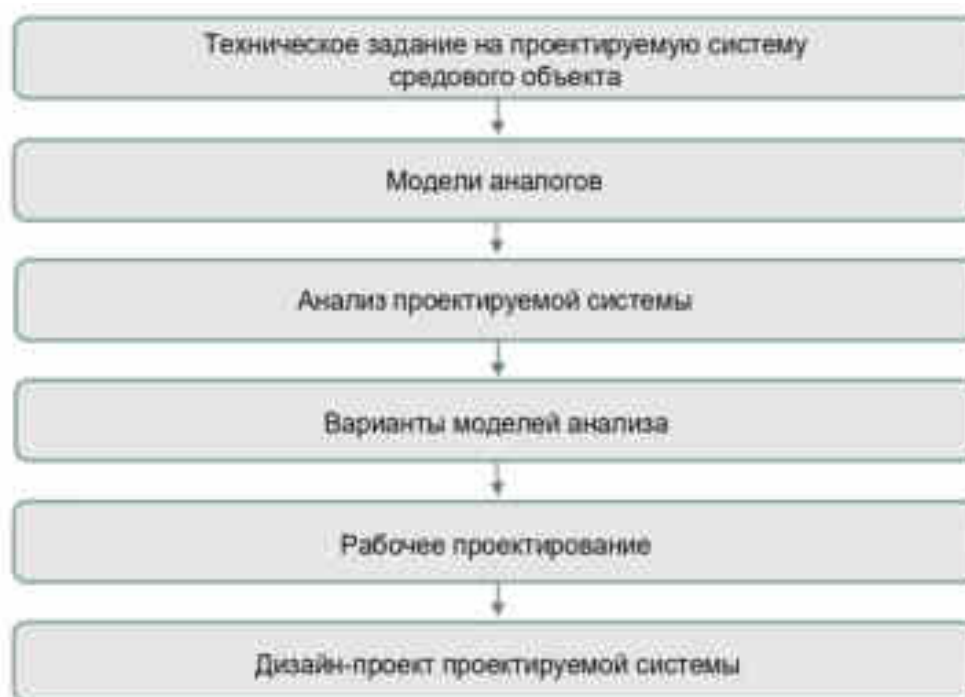 Техническое задание на проектируемую систему
средового объекта
Модели аналогов
Анализ проектируемой системы
Варианты моделей анализа
Рабочее проектирование
Дизайн-проект проектируемой системы